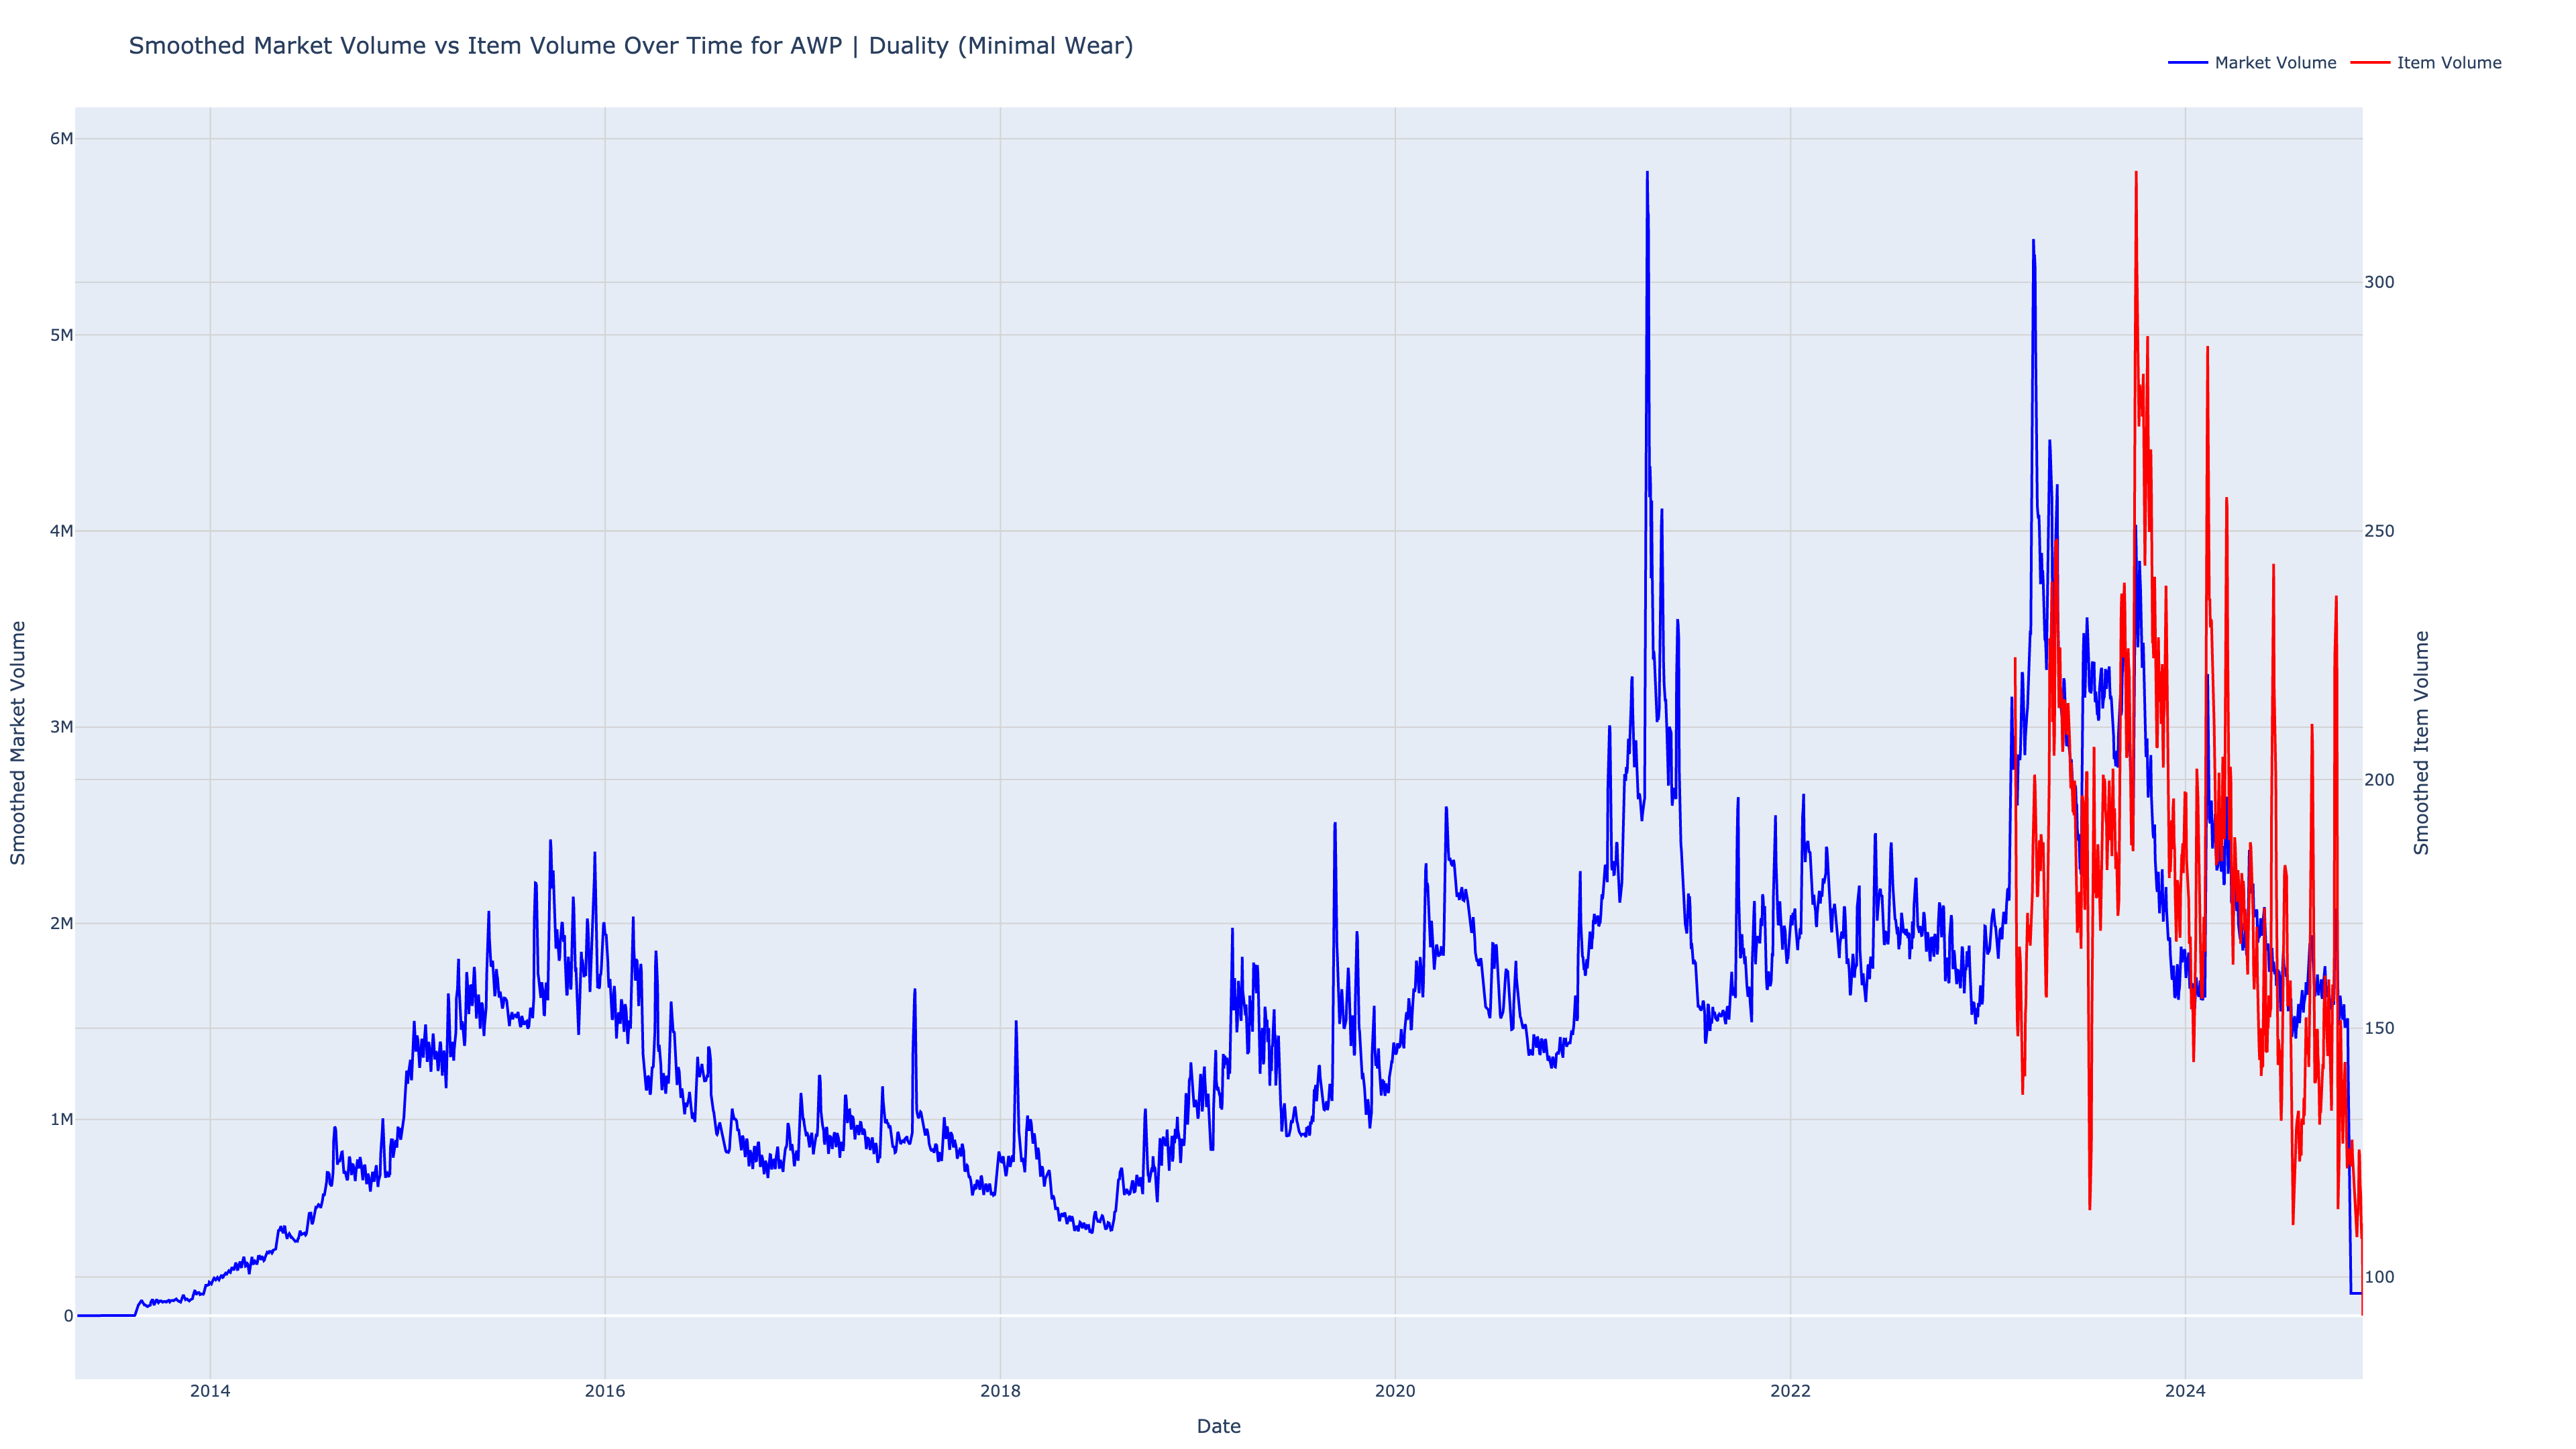 Smoothed Market Volume vs Item Volume Over Time for AWP | Duality (Minimal Wear)
Market Volume
Item Volume
6M
5M
4M
3M
2M
1M
0
300
250
200
150
100
Smoothed Market Volume
Smoothed Item Volume
2014
2016
2018
2020
2022
2024
Date